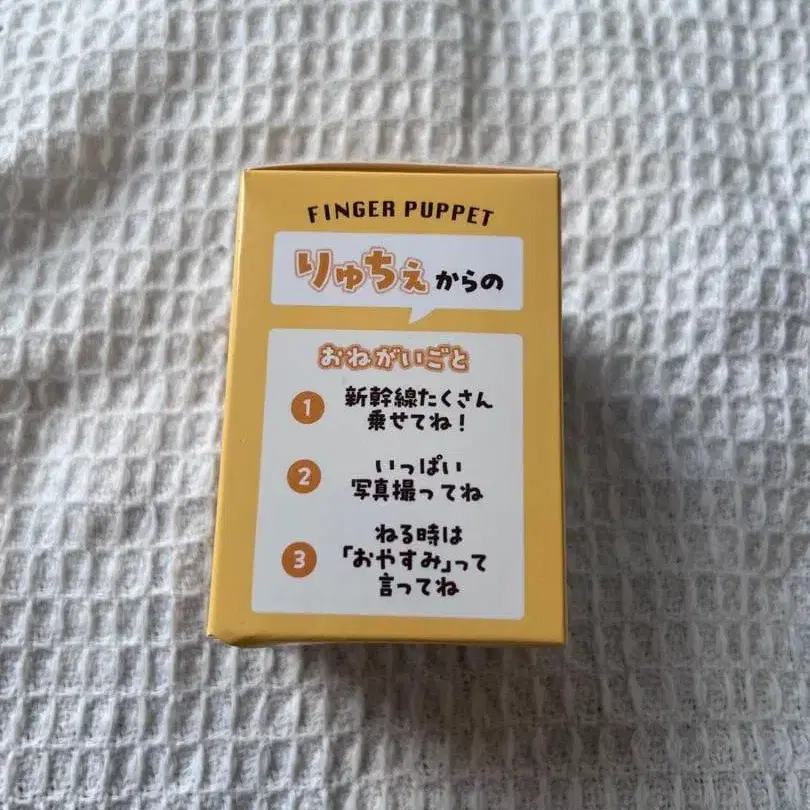 FINGER PUPPET
りゅちぇからの
おねがいごと
1 新幹線たくさん
乗せてね!
2 いっぱい
写真撮ってね
3 ねる時は
「おやすみ」って
言ってね